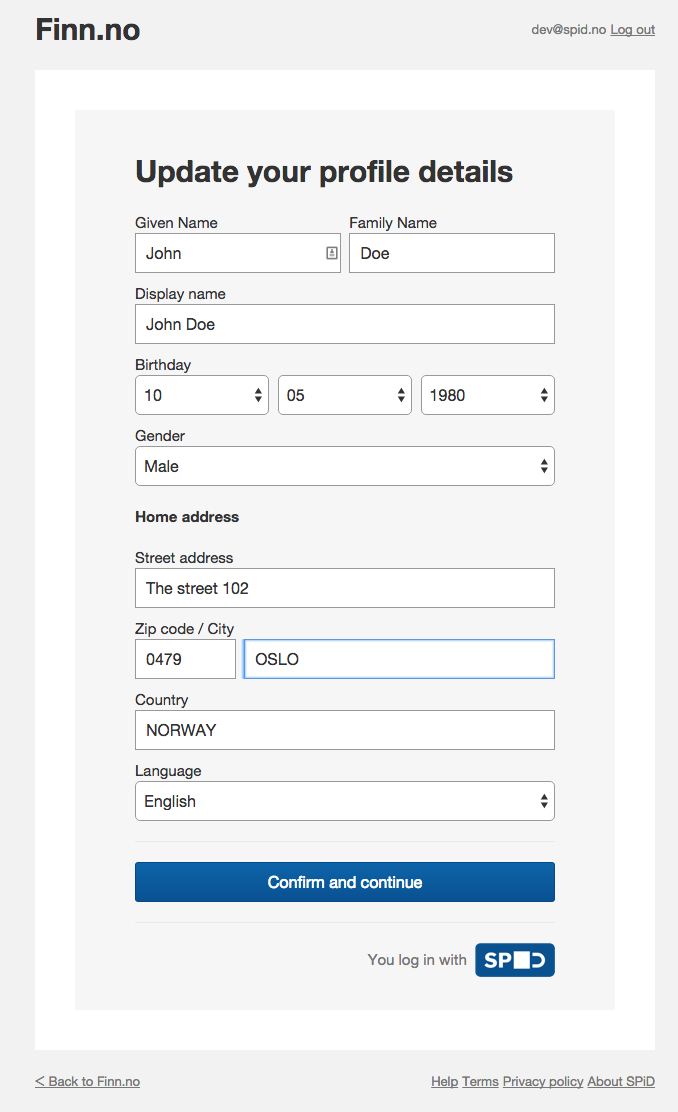 Finn.no
dev@spid.no Log out
Update your profile details
Given Name Family Name
John Doe
Display name
John Doe
Birthday
10 05 1980
Gender
Male
Home address
Street address
The street 102
Zip code / City
0479 OSLO
Country
NORWAY
Language
English
Confirm and continue
You log in with SPiD
< Back to Finn.no Help Terms Privacy policy About SPiD